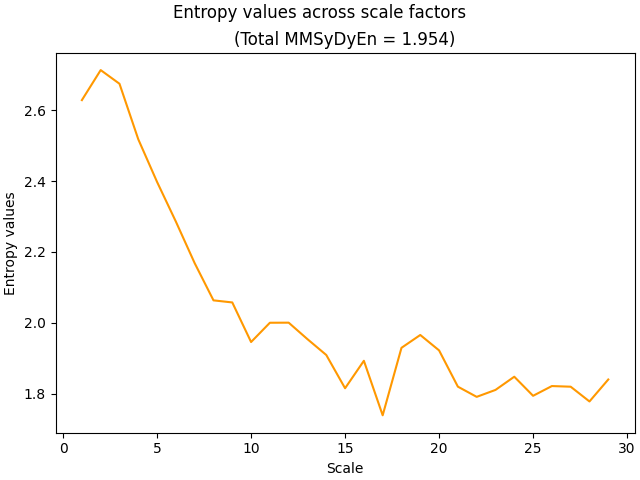 Entropy values across scale factors
(Total MMSyDyEn = 1.954)
2.6
2.4
2.2
2.0
1.8
Entropy values
0 5 10 15 20 25 30
Scale